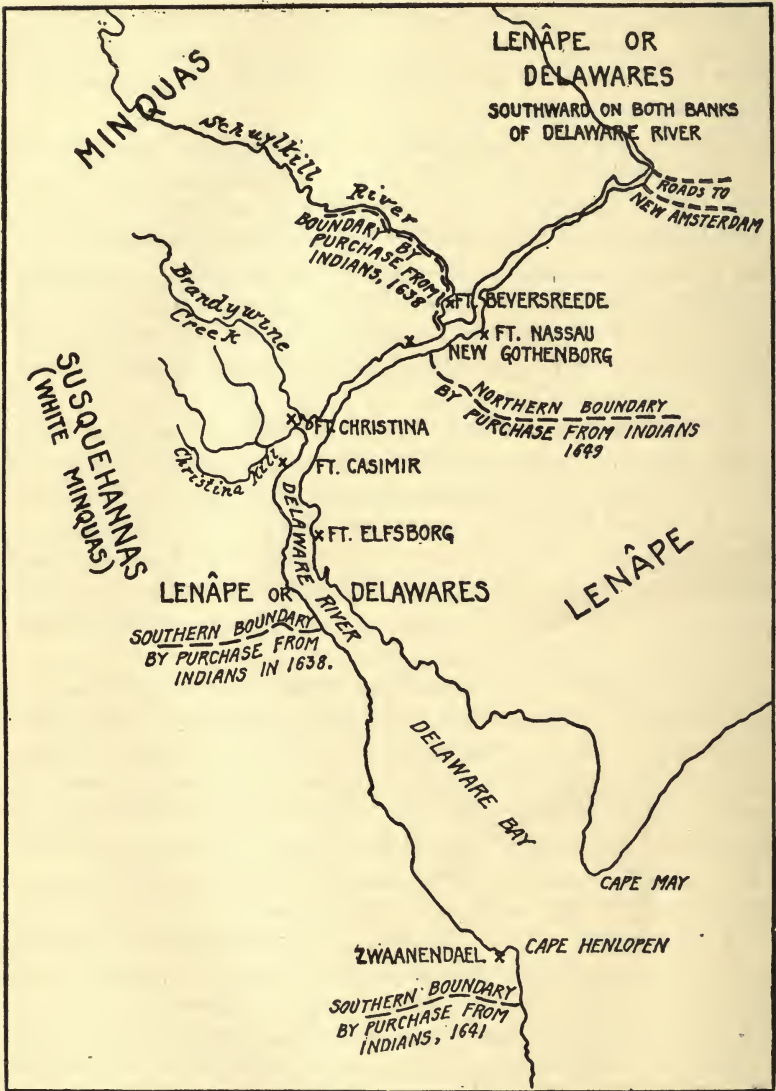 LENÂPE OR
DELAWARES
SOUTHWARD ON BOTH BANKS
OF DELAWARE RIVER
MINQUAS
Schuylkill
River
ROADS TO
NEW AMSTERDAM
BOUNDARY BY
PURCHASE FROM
INDIANS, 1638
Brandywine
Creek
FT. BEVERSREEDE
FT. NASSAU
NEW GOTHENBORG
SUSQUEHANNAS
(WHITE MINQUAS)
NORTHERN BOUNDARY
BY PURCHASE FROM INDIANS
1649
FT. CHRISTINA
Christina Kill
FT. CASIMIR
DELAWARE RIVER
FT. ELFSBORG
LENÂPE
LENÂPE OR DELAWARES
SOUTHERN BOUNDARY
BY PURCHASE FROM
INDIANS IN 1638.
DELAWARE BAY
CAPE MAY
ZWAANENDAEL
CAPE HENLOPEN
SOUTHERN BOUNDARY
BY PURCHASE FROM
INDIANS, 1641